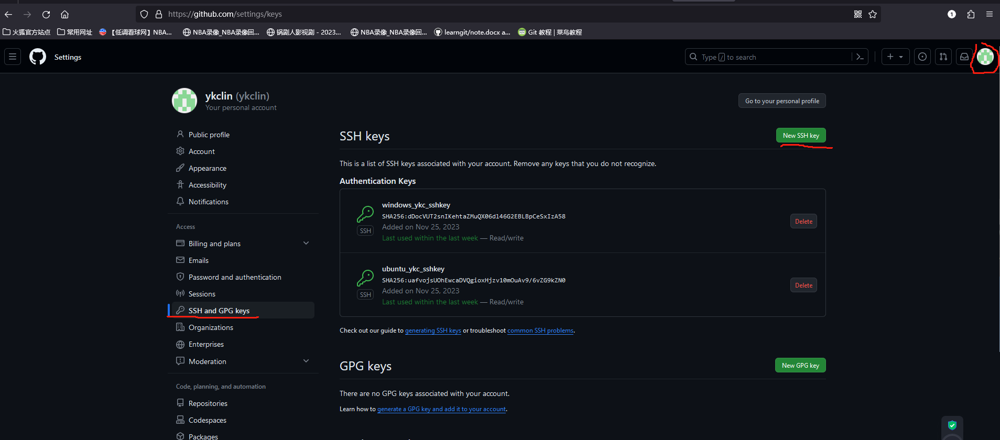 https://github.com/settings/keys
1
火狐官方站点 常用网址 【低调看球网】NBA... NBA录像_NBA录像回... 锅剧人影视剧 - 2023... NBA录像_NBA录像回... learngit/note.docx a... Git 教程 | 菜鸟教程
Settings
Type / to search
ykclin (ykclin)
Your personal account
Go to your personal profile
Public profile
Account
Appearance
Accessibility
Notifications
Access
Billing and plans
Emails
Password and authentication
Sessions
SSH and GPG keys
Organizations
Enterprises
Moderation
Code, planning, and automation
Repositories
Codespaces
Packages
SSH keys
New SSH key
This is a list of SSH keys associated with your account. Remove any keys that you do not recognize.
Authentication Keys
windows_ykc_sshkey
SHA256:dDocVUT2snIKehtaZMuQX06dl46G2EBLBpCeSxIzA58
Added on Nov 25, 2023
Last used within the last week — Read/write
SSH
Delete
ubuntu_ykc_sshkey
SHA256:uafvojsUOhEwcaDVQgioxHjzv10mOuAv9/6vZG9kZN0
Added on Nov 25, 2023
Last used within the last week — Read/write
SSH
Delete
Check out our guide to generating SSH keys or troubleshoot common SSH problems.
GPG keys
New GPG key
There are no GPG keys associated with your account.
Learn how to generate a GPG key and add it to your account.